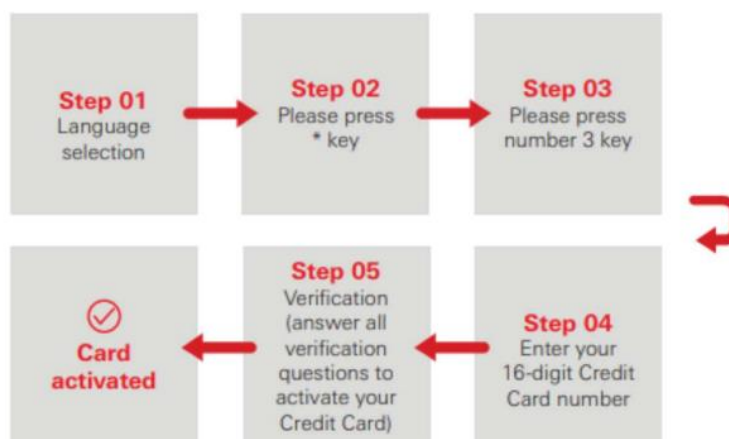 Step 01
Language
selection
Step 02
Please press
* key
Step 03
Please press
number 3 key
Step 04
Enter your
16-digit Credit
Card number
Step 05
Verification
(answer all
verification
questions to
activate your
Credit Card)
Card
activated